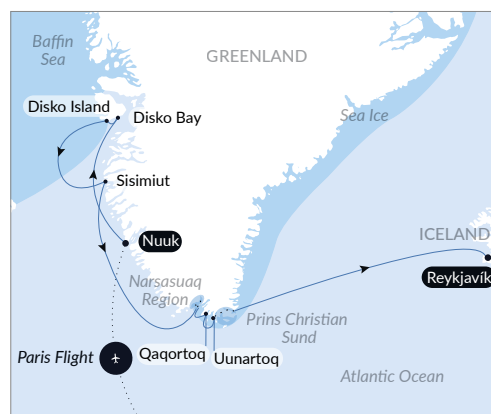 Baffin
Sea
GREENLAND
Disko Island
Disko Bay
Sea Ice
Sisimiut
ICELAND
Nuuk
Reykjavík
Narsasuaq
Region
Prins Christian
Sund
Paris Flight
Qaqortoq
Uunartoq
Atlantic Ocean